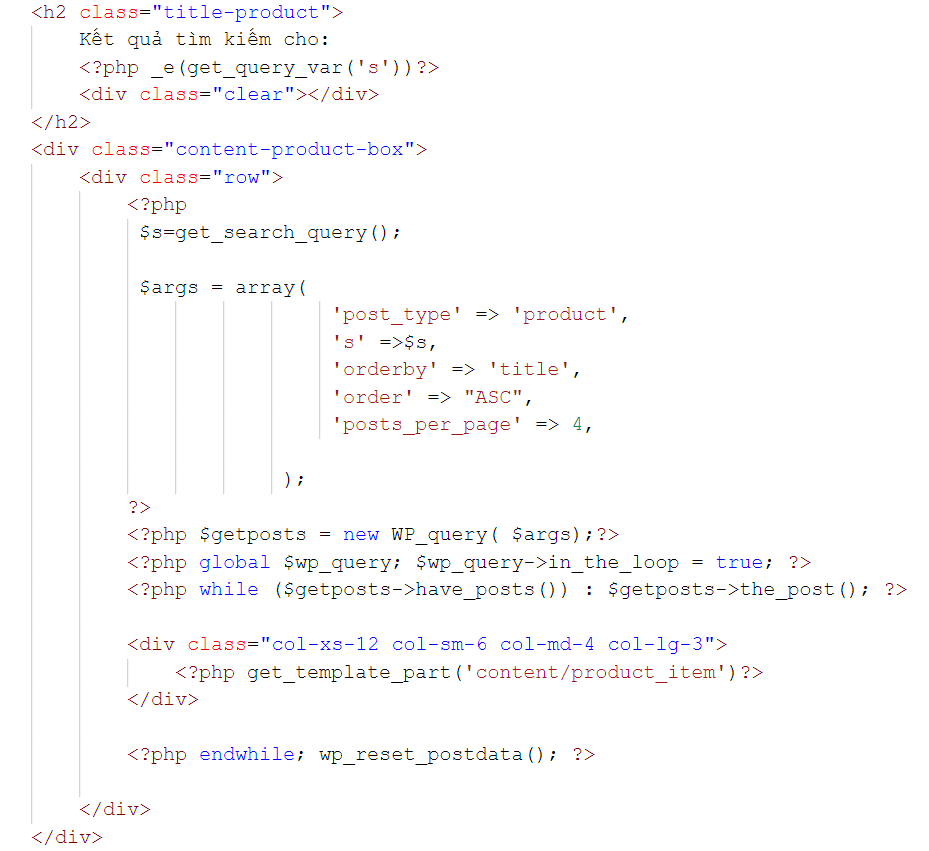 <h2 class="title-product">
Kết quả tìm kiếm cho:
<?php _e(get_query_var('s'))?>
<div class="clear"></div>
</h2>
<div class="content-product-box">
<div class="row">
<?php
$s=get_search_query();
$args = array(
'post_type' => 'product',
's' =>$s,
'orderby' => 'title',
'order' => "ASC",
'posts_per_page' => 4,
);
?>
<?php $getposts = new WP_query( $args);?>
<?php global $wp_query; $wp_query->in_the_loop = true; ?>
<?php while ($getposts->have_posts()) : $getposts->the_post(); ?>
<div class="col-xs-12 col-sm-6 col-md-4 col-lg-3">
<?php get_template_part('content/product_item')?>
</div>
<?php endwhile; wp_reset_postdata(); ?>
</div>
</div>